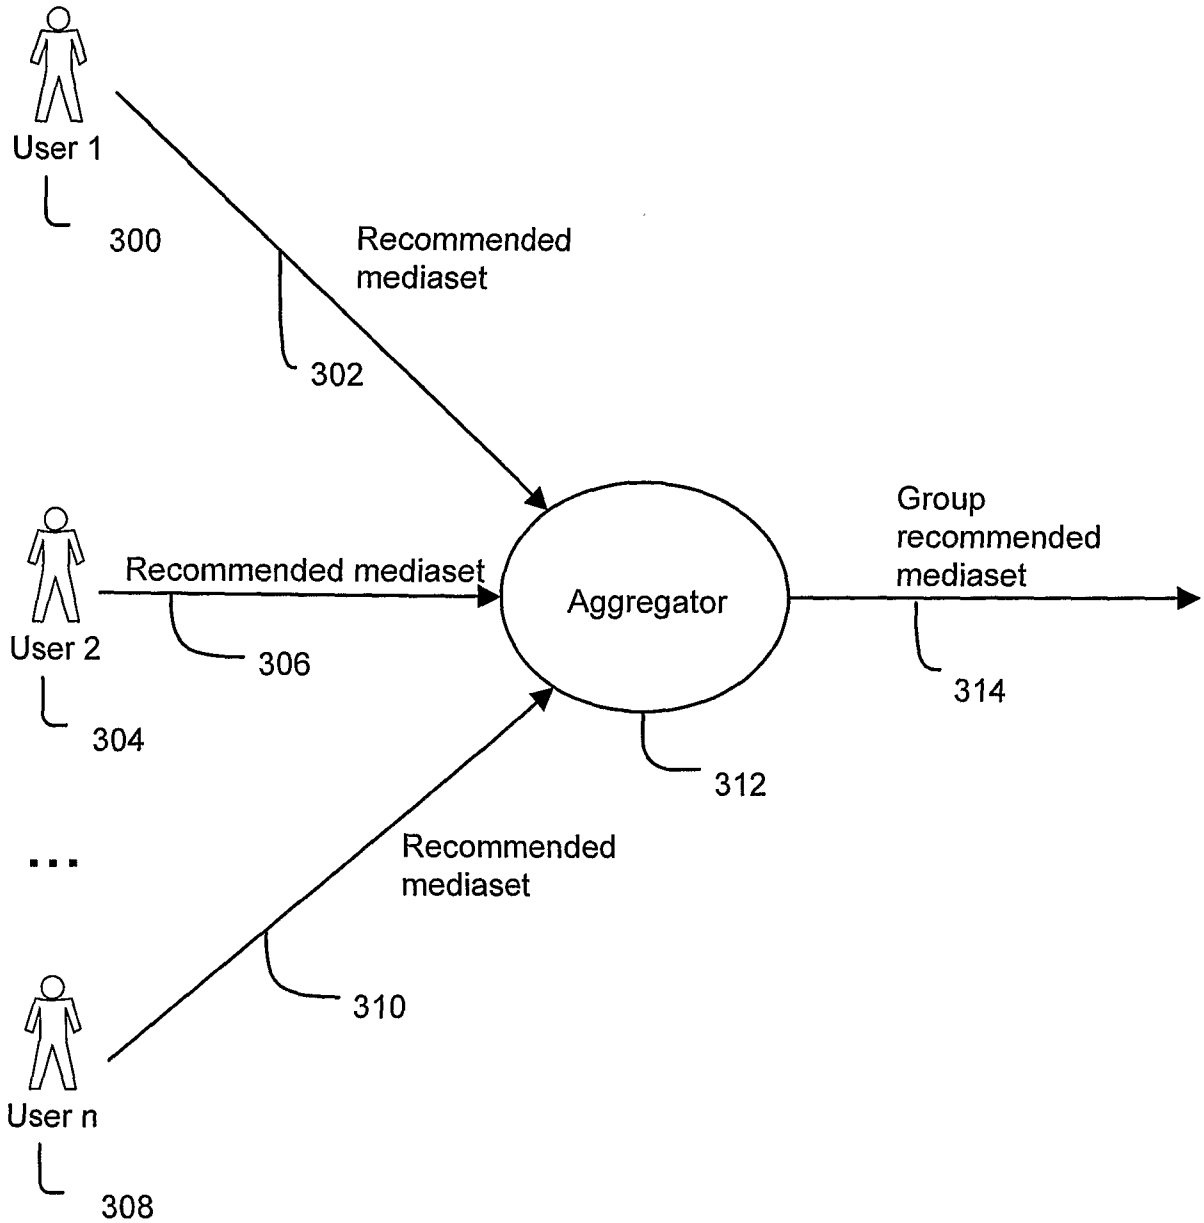 User 1
300
Recommended
mediaset
302
Group
recommended
mediaset
Recommended mediaset
Aggregator
User 2
306
314
304
312
Recommended
mediaset
...
310
User n
308